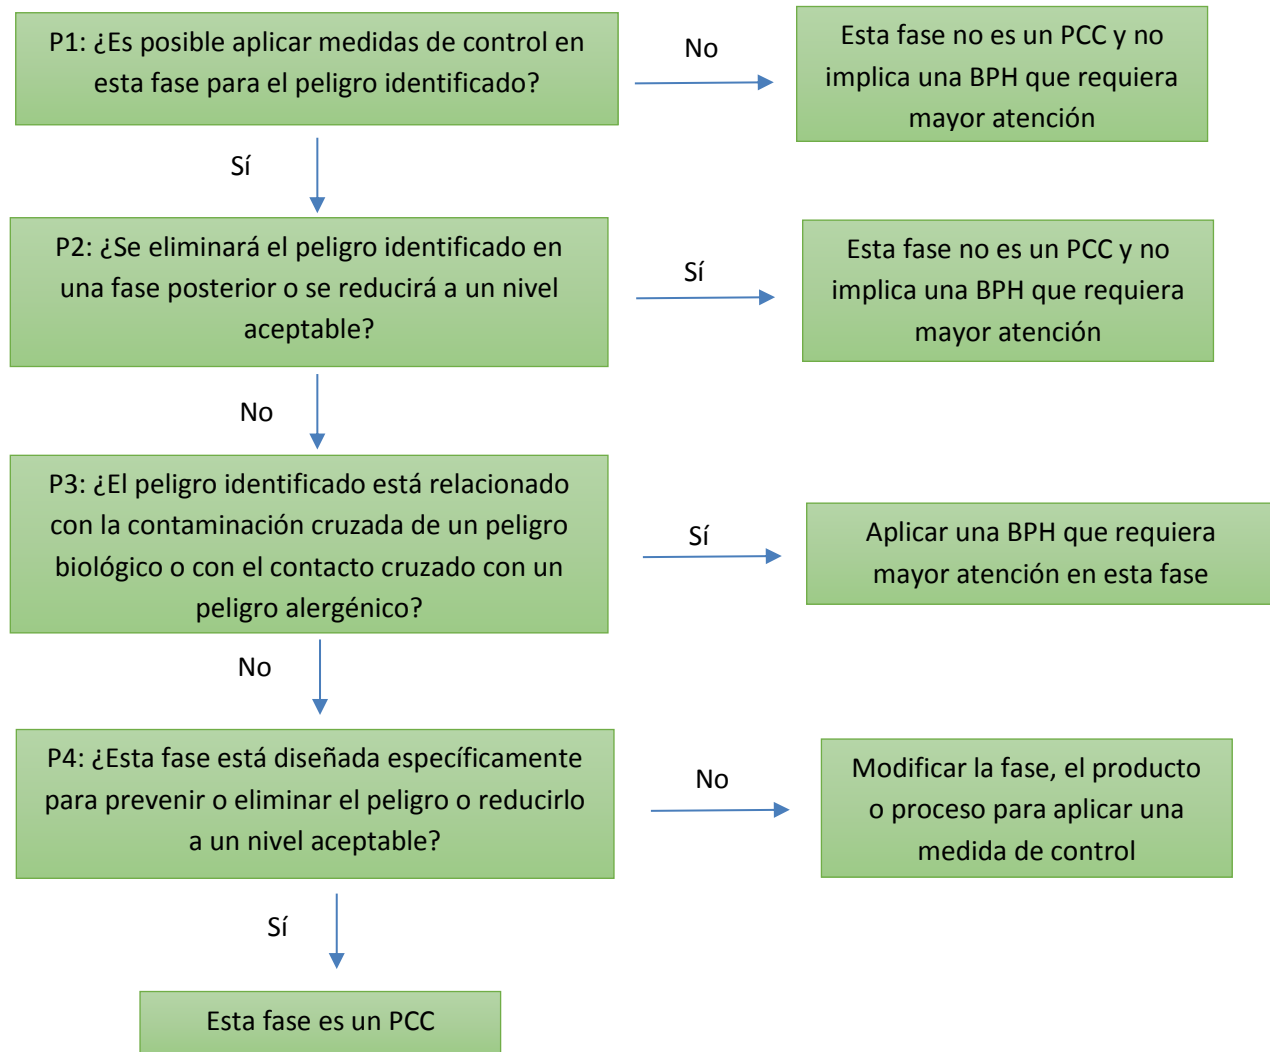 P1: ¿Es posible aplicar medidas de control en
esta fase para el peligro identificado?
No
Esta fase no es un PCC y no
implica una BPH que requiera
mayor atención
Sí
P2: ¿Se eliminará el peligro identificado en
una fase posterior o se reducirá a un nivel
aceptable?
Sí
Esta fase no es un PCC y no
implica una BPH que requiera
mayor atención
No
P3: ¿El peligro identificado está relacionado
con la contaminación cruzada de un peligro
biológico o con el contacto cruzado con un
peligro alergénico?
Sí
Aplicar una BPH que requiera
mayor atención en esta fase
No
P4: ¿Esta fase está diseñada específicamente
para prevenir o eliminar el peligro o reducirlo
a un nivel aceptable?
No
Modificar la fase, el producto
o proceso para aplicar una
medida de control
Sí
Esta fase es un PCC